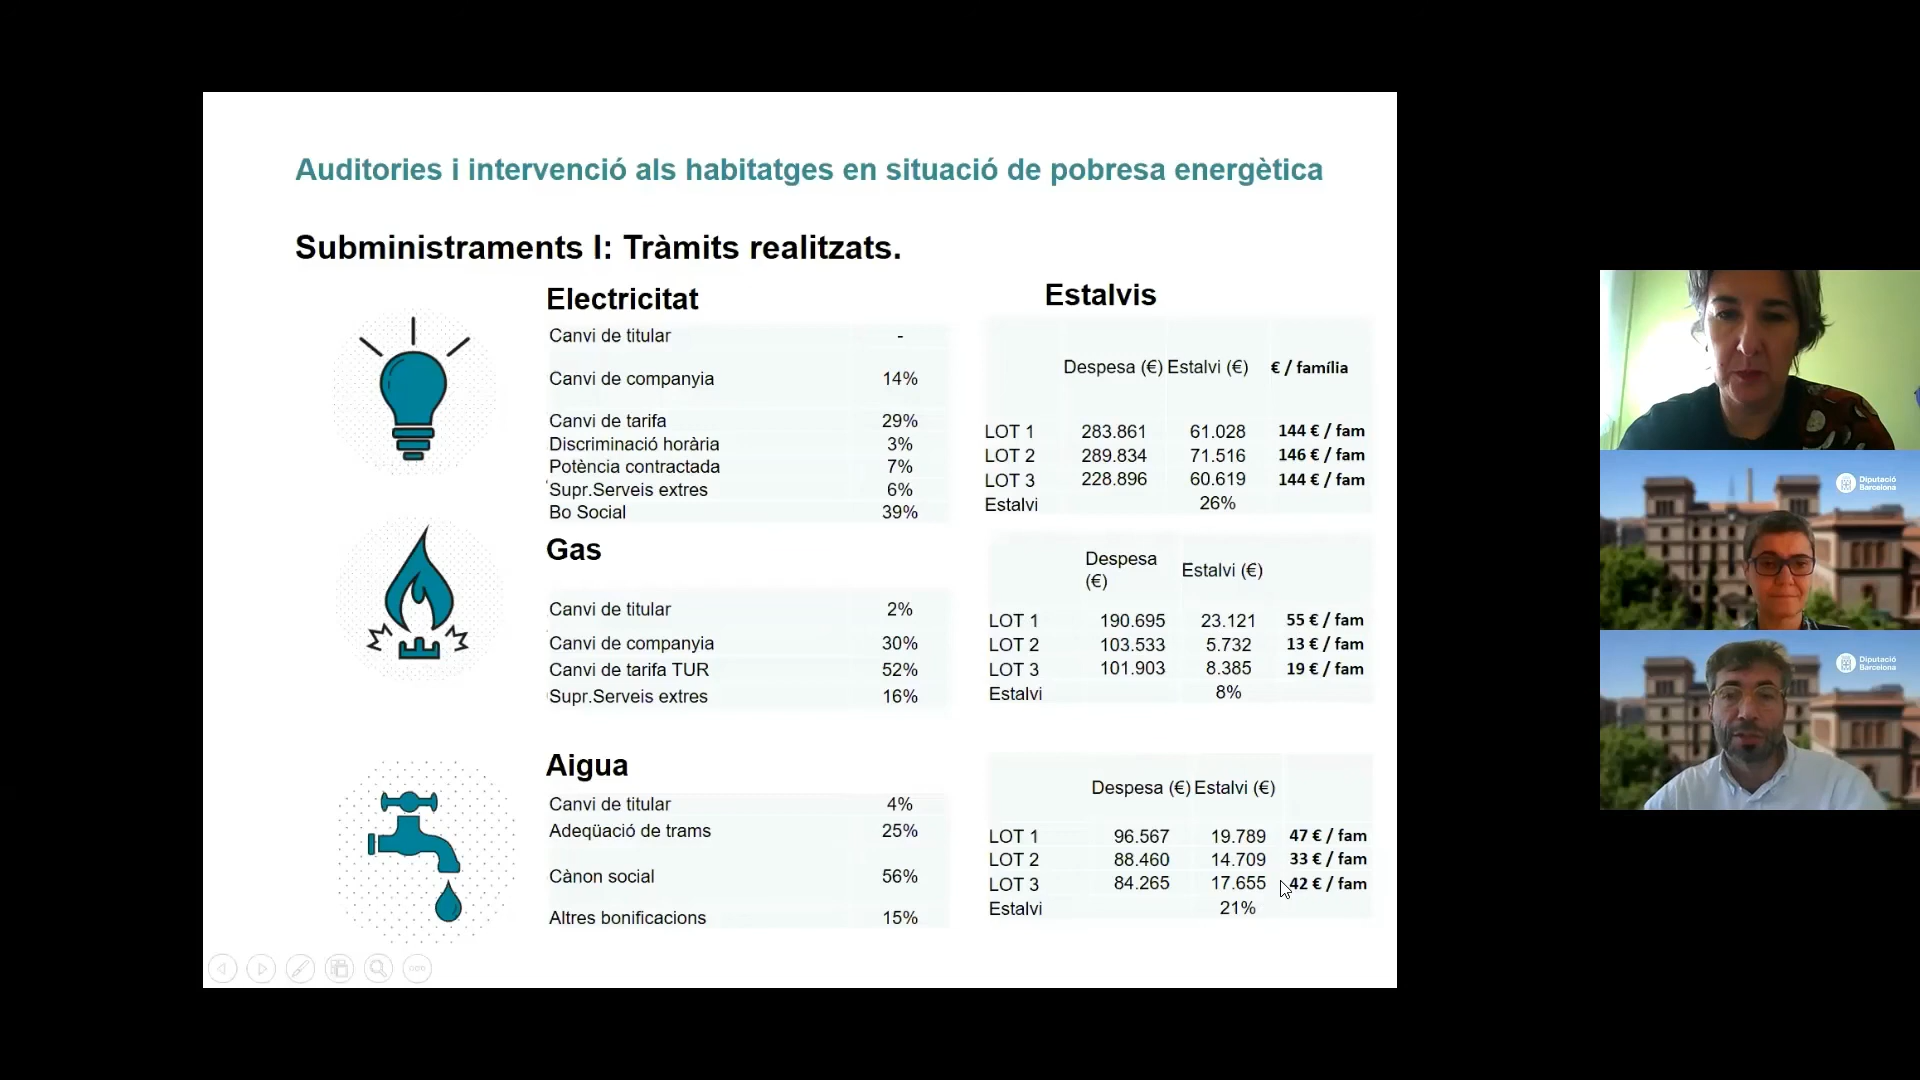 Auditories i intervenció als habitatges en situació de pobresa energètica
Subministraments I: Tràmits realitzats.
Electricitat
Canvi de titular -
Canvi de companyia 14%
Canvi de tarifa 29%
Discriminació horària 3%
Potència contractada 7%
Supr.Serveis extres 6%
Bo Social 39%
Estalvis
Despesa (€) Estalvi (€) € / família
LOT 1 283.861 61.028 144 € / fam
LOT 2 289.834 71.516 146 € / fam
LOT 3 228.896 60.619 144 € / fam
Estalvi 26%
Gas
Canvi de titular 2%
Canvi de companyia 30%
Canvi de tarifa TUR 52%
Supr.Serveis extres 16%
Despesa
(€) Estalvi (€)
LOT 1 190.695 23.121 55 € / fam
LOT 2 103.533 5.732 13 € / fam
LOT 3 101.903 8.385 19 € / fam
Estalvi 8%
Aigua
Canvi de titular 4%
Adeqüació de trams 25%
Cànon social 56%
Altres bonificacions 15%
Despesa (€) Estalvi (€)
LOT 1 96.567 19.789 47 € / fam
LOT 2 88.460 14.709 33 € / fam
LOT 3 84.265 17.655 42 € / fam
Estalvi 21%
Diputació
Barcelona
Diputació
Barcelona